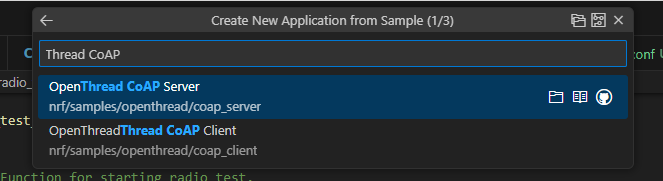 Create New Application from Sample (1/3)
Thread CoAP
OpenThread CoAP Server
nrf/samples/openthread/coap_server
OpenThreadThread CoAP Client
nrf/samples/openthread/coap_client
C
conf U
radio_
test_
Function for starting radio test.